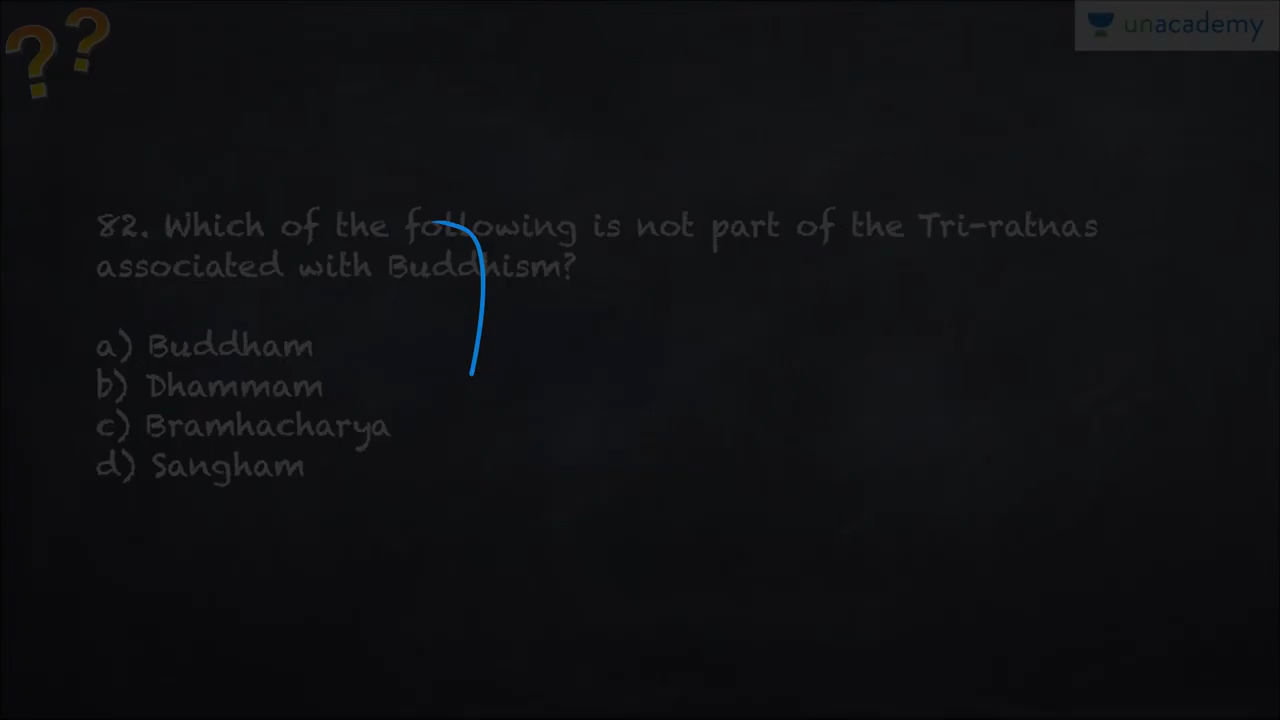 ??
unacademy
82. Which of the following is not part of the Tri-ratnas
associated with Buddhism?
a) Buddham
b) Dhammam
c) Bramhacharya
d) Sangham